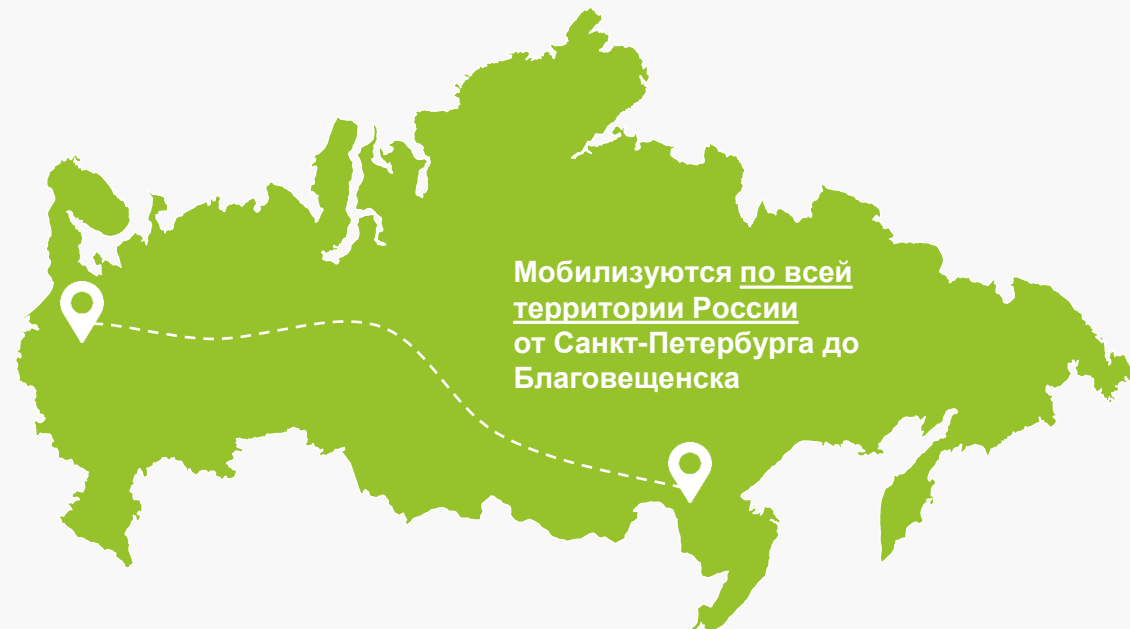 Мобилизуются по всей
территории России
от Санкт-Петербурга до
Благовещенска